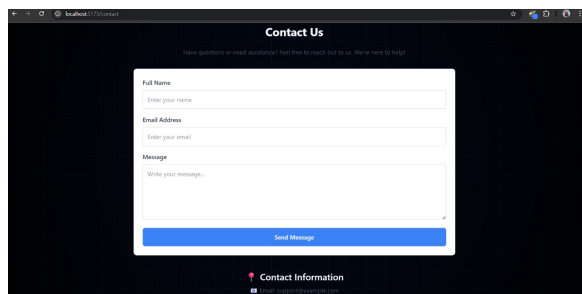 localhost:5173/contact
Contact Us
Have questions or need assistance? Feel free to reach out to us. We're here to help!
Full Name
Enter your name
Email Address
Enter your email
Message
Write your message...
Send Message
Contact Information
Email: support@example.com